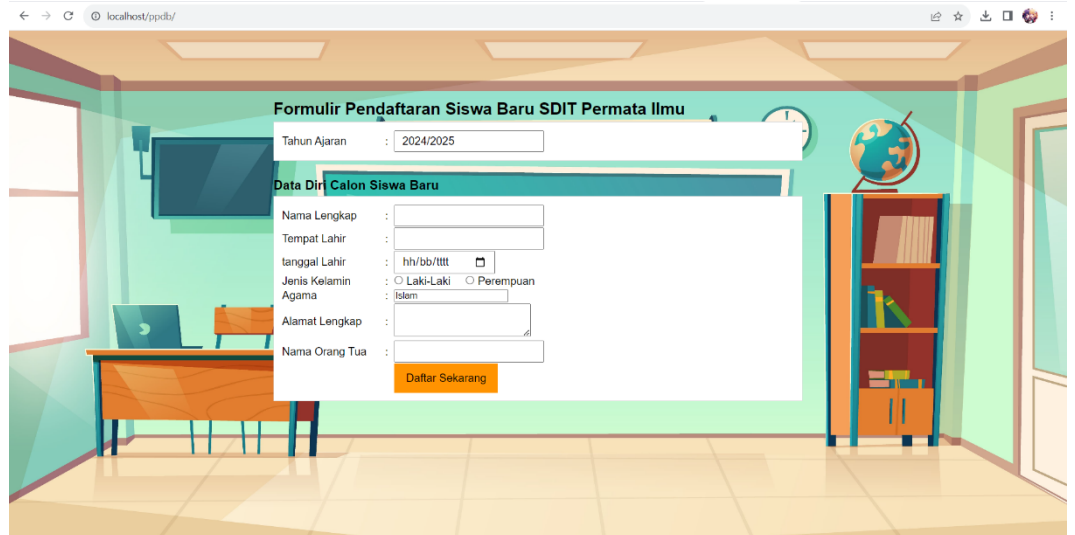 localhost/ppdb/
Formulir Pendaftaran Siswa Baru SDIT Permata Ilmu
Tahun Ajaran : 2024/2025
Data Diri Calon Siswa Baru
Nama Lengkap :
Tempat Lahir :
tanggal Lahir : hh/bb/tttt
Jenis Kelamin : Laki-Laki Perempuan
Agama : Islam
Alamat Lengkap :
Nama Orang Tua :
Daftar Sekarang